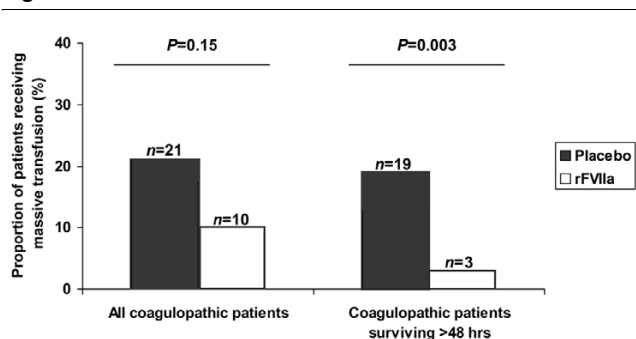 40
P=0.15
P=0.003
30
20
10
0
Proportion of patients receiving
massive transfusion (%)
n=21
n=10
n=19
n=3
Placebo
rFVIIa
All coagulopathic patients
Coagulopathic patients
surviving >48 hrs